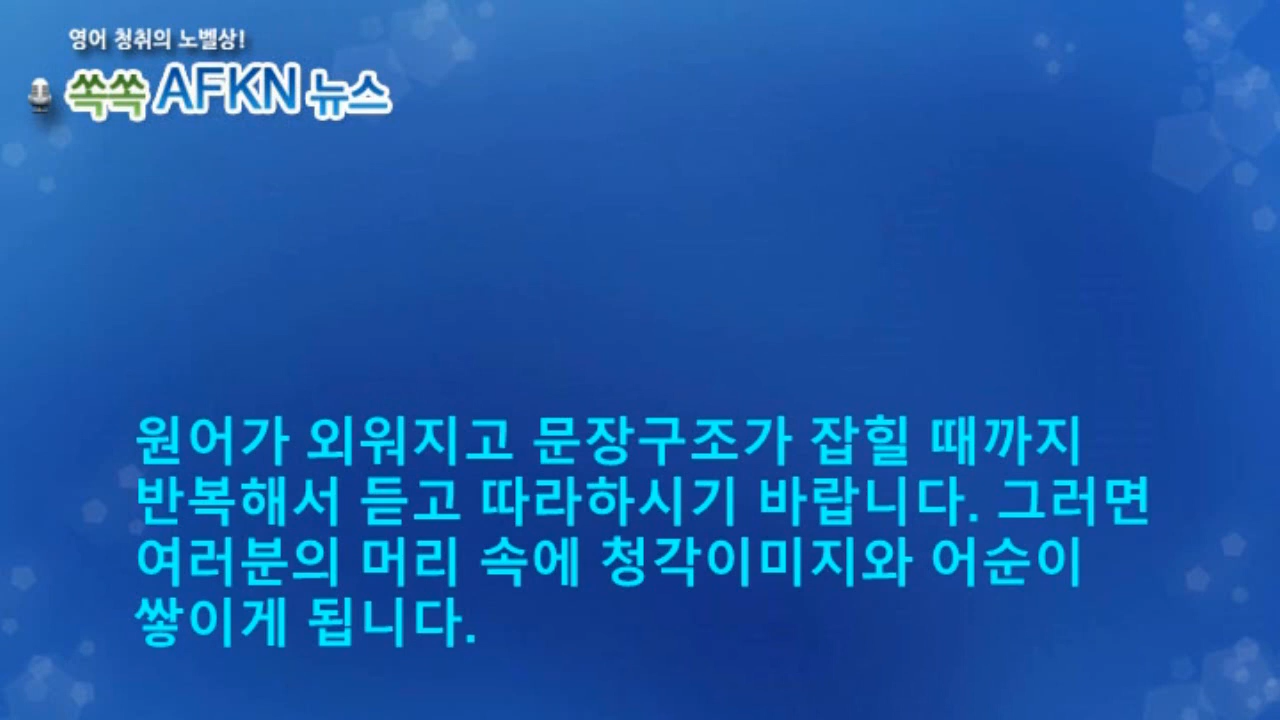 영어 청취의 노벨상!
쏙쏙 AFKN 뉴스
원어가 외워지고 문장구조가 잡힐 때까지
반복해서 듣고 따라하시기 바랍니다. 그러면
여러분의 머리 속에 청각이미지와 어순이
쌓이게 됩니다.